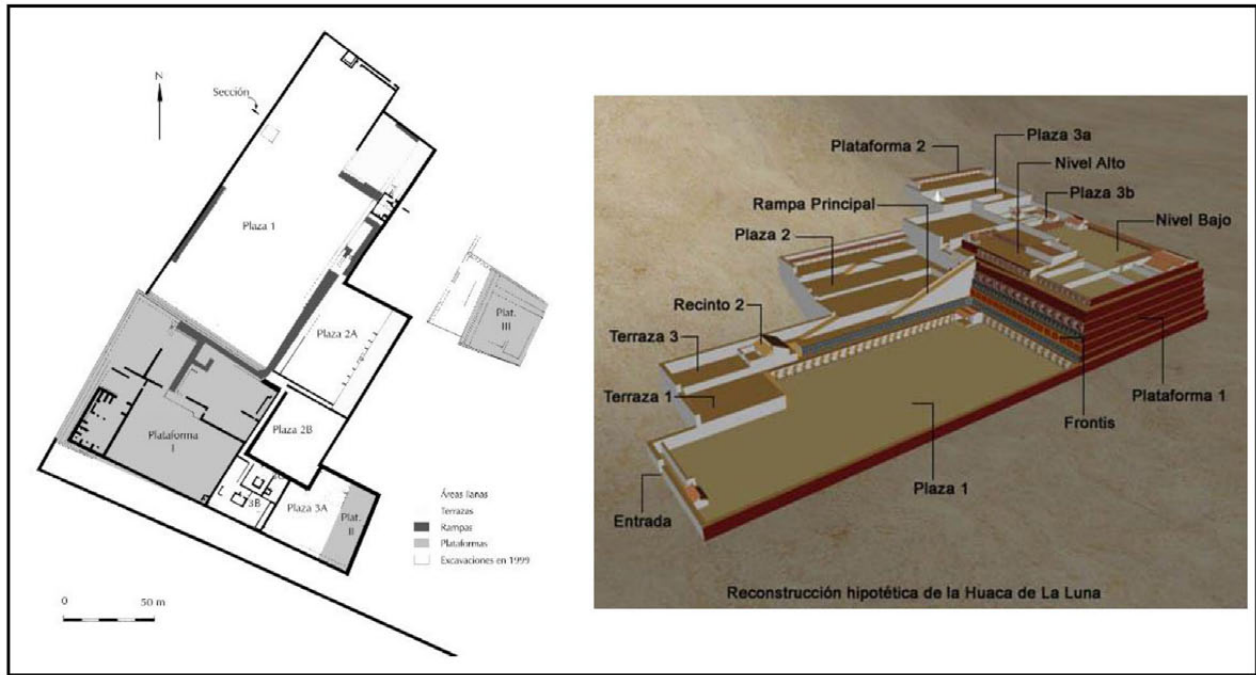 N
Sección
Plaza 1
Plaza 2A
Plat.
III
Plataforma
I
Plaza 2B
3B
Plaza 3A
Plat.
II
Áreas llanas
Terrazas
Rampas
Plataformas
Excavaciones en 1999
0 50 m
Plataforma 2
Plaza 3a
Nivel Alto
Rampa Principal
Plaza 3b
Plaza 2
Nivel Bajo
Recinto 2
Terraza 3
Terraza 1
Plataforma 1
Frontis
Plaza 1
Entrada
Reconstrucción hipotética de la Huaca de La Luna